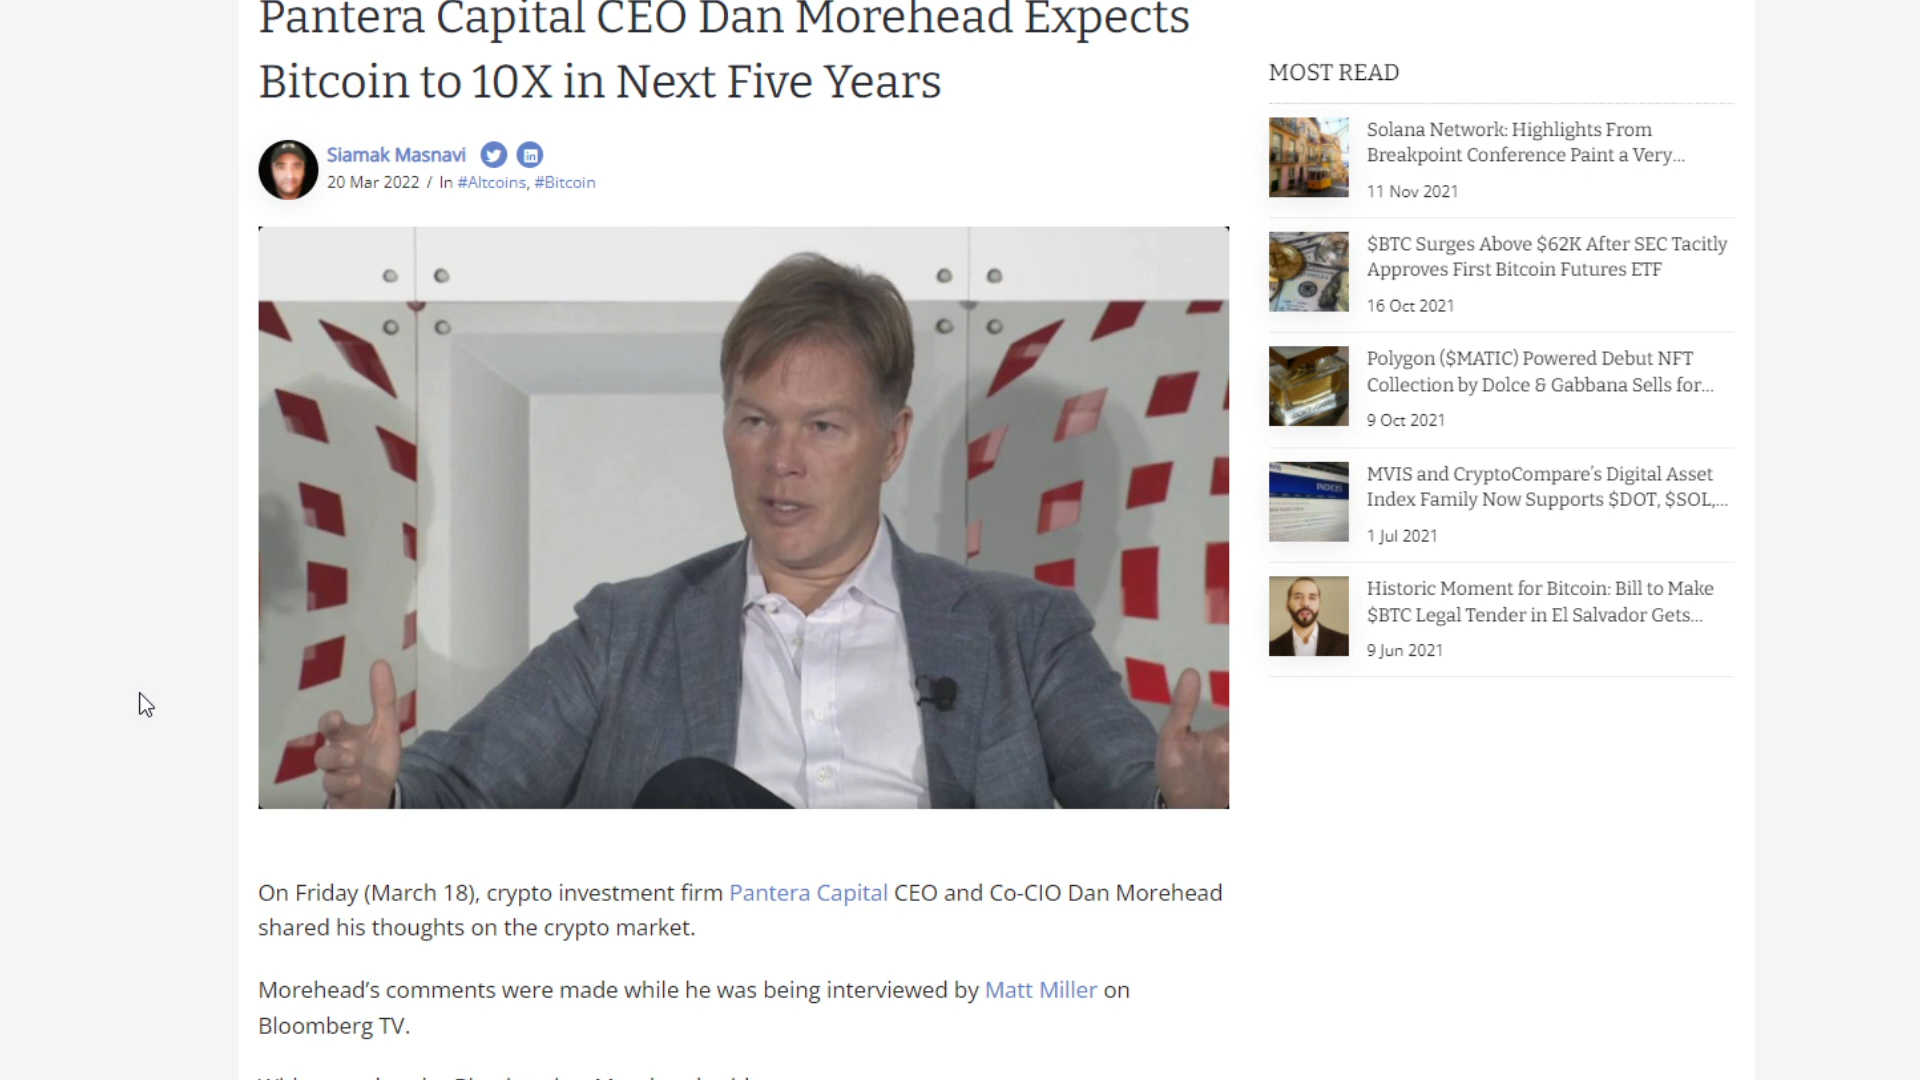 Pantera Capital CEO Dan Morehead Expects
Bitcoin to 10X in Next Five Years
Siamak Masnavi
20 Mar 2022 / In #Altcoins, #Bitcoin
On Friday (March 18), crypto investment firm Pantera Capital CEO and Co-CIO Dan Morehead
shared his thoughts on the crypto market.
Morehead’s comments were made while he was being interviewed by Matt Miller on
Bloomberg TV.
MOST READ
Solana Network: Highlights From
Breakpoint Conference Paint a Very...
11 Nov 2021
$BTC Surges Above $62K After SEC Tacitly
Approves First Bitcoin Futures ETF
16 Oct 2021
Polygon ($MATIC) Powered Debut NFT
Collection by Dolce & Gabbana Sells for...
9 Oct 2021
INDICES
MVIS and CryptoCompare’s Digital Asset
Index Family Now Supports $DOT, $SOL,...
1 Jul 2021
Historic Moment for Bitcoin: Bill to Make
$BTC Legal Tender in El Salvador Gets...
9 Jun 2021